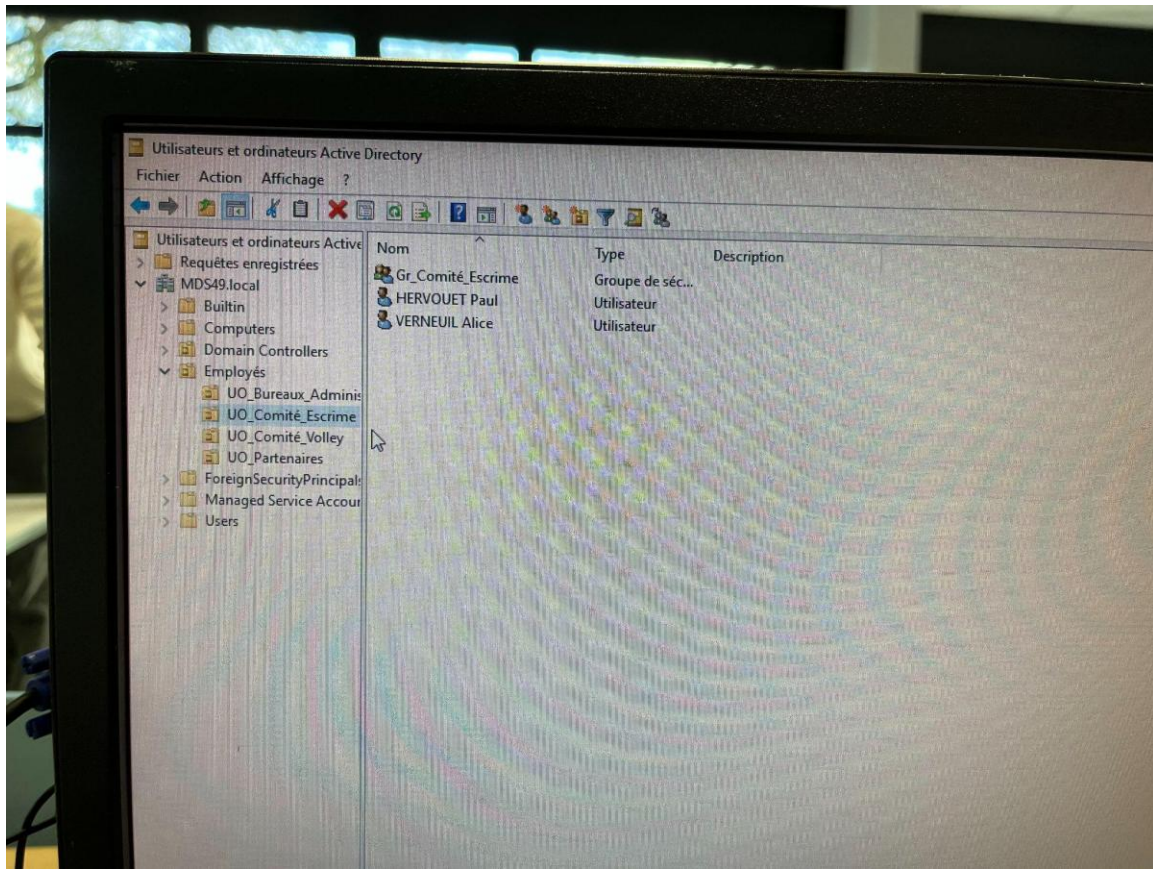 Utilisateurs et ordinateurs Active Directory
Fichier Action Affichage ?
Utilisateurs et ordinateurs Active
Requêtes enregistrées
MDS49.local
Builtin
Computers
Domain Controllers
Employés
UO_Bureaux_Adminis
UO_Comité_Escrime
UO_Comité_Volley
UO_Partenaires
ForeignSecurityPrincipals
Managed Service Accour
Users
Nom Type Description
Gr_Comité_Escrime Groupe de séc...
HERVOUET Paul Utilisateur
VERNEUIL Alice Utilisateur